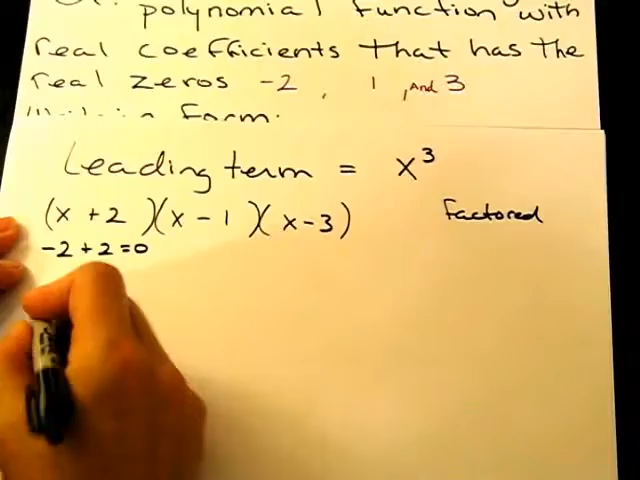 polynomial function with
real coefficients that has the
real zeros -2, 1, And 3
form.
Leading term = x³
(x +2 )(x - 1 )( x-3) Factored
-2 +2 =0